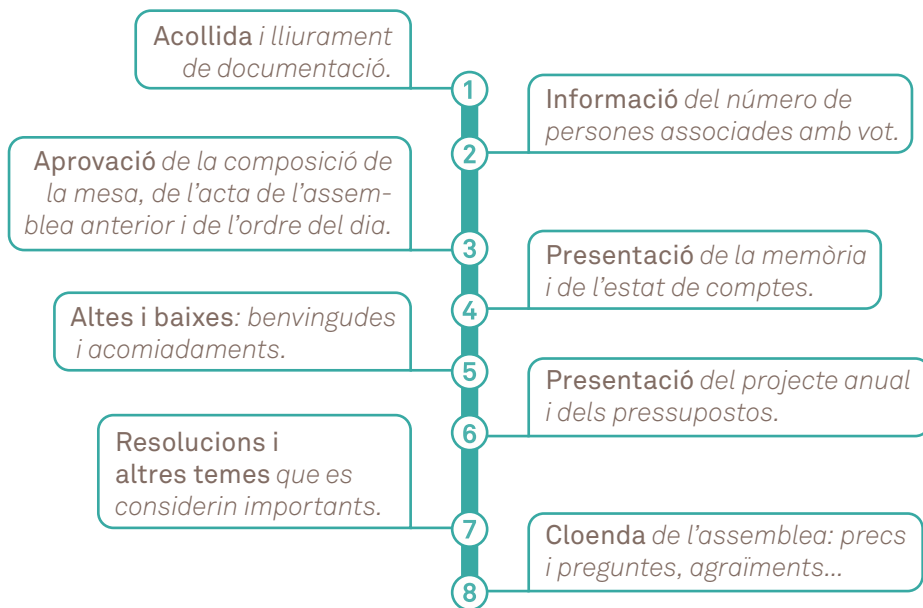 Acollida i lliurament
de documentació.
1
Informació del número de
persones associades amb vot.
2
Aprovació de la composició de
la mesa, de l’acta de l’assem-
blea anterior i de l’ordre del dia.
3
Presentació de la memòria
i de l’estat de comptes.
4
Altes i baixes: benvingudes
i acomiadaments.
5
Presentació del projecte anual
i dels pressupostos.
6
Resolucions i
altres temes que es
considerin importants.
7
Cloenda de l’assemblea: precs
i preguntes, agraïments...
8